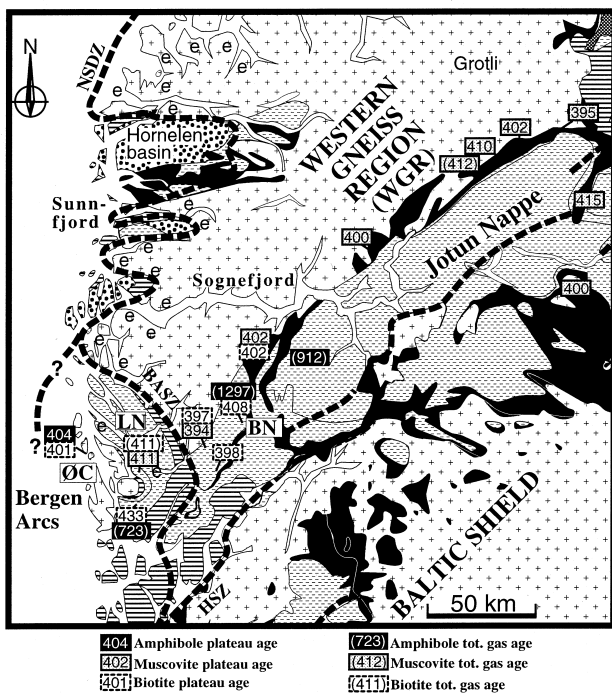 N
NSDZ
e e
e
e e
Grotli
e
Hornelen
basin
WESTERN
GNEISS
REGION
(WGR)
395
402
410
(412)
Sunn-
fjord
e
e
415
Jotun Nappe
400
e
e
Sognefjord
400
e
e
e
e
402
402
(912)
?
e
BASZ
(1297)
408
LN
397
394
BN
e
?
404
401
(411)
411
398
ØC
e
Bergen
Arcs
433
(723)
BALTIC SHIELD
HSZ
50 km
404 Amphibole plateau age
402 Muscovite plateau age
401 Biotite plateau age
(723) Amphibole tot. gas age
(412) Muscovite tot. gas age
(411) Biotite tot. gas age